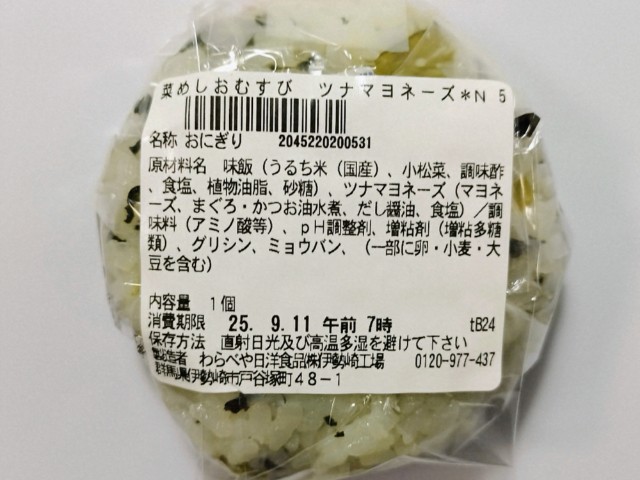 菜めしおむすび ツナマヨネーズ*N 5
名称 おにぎり 2045220200531
原材料名 味飯(うるち米(国産)、小松菜、調味酢
、食塩、植物油脂、砂糖)、ツナマヨネーズ(マヨネ
ーズ、まぐろ・かつお油水煮、だし醤油、食塩)/調
味料(アミノ酸等)、pH調整剤、増粘剤(増粘多糖
類)、グリシン、ミョウバン、(一部に卵・小麦・大
豆を含む)
内容量 1個
消費期限 25. 9.11 午前 7時 tB24
保存方法 直射日光及び高温多湿を避けて下さい
製造者 わらべや日洋食品㈱伊勢崎工場 0120-977-437
群馬県伊勢崎市戸谷塚町48-1